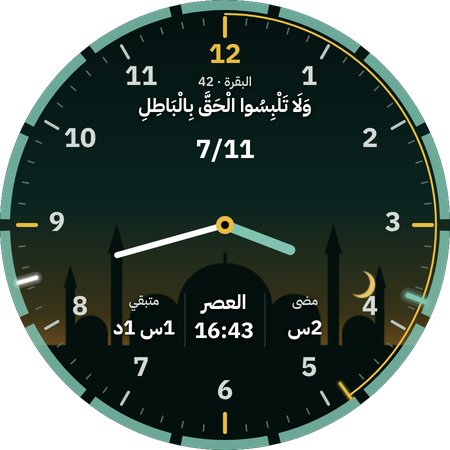 12
11
1
البقرة · 42
وَلَا تَلْبِسُوا الْحَقَّ بِالْبَاطِلِ
10
2
7/11
9
3
8
4
مضى
العصر
متبقي
2س
16:43
1س 1د
7
5
6